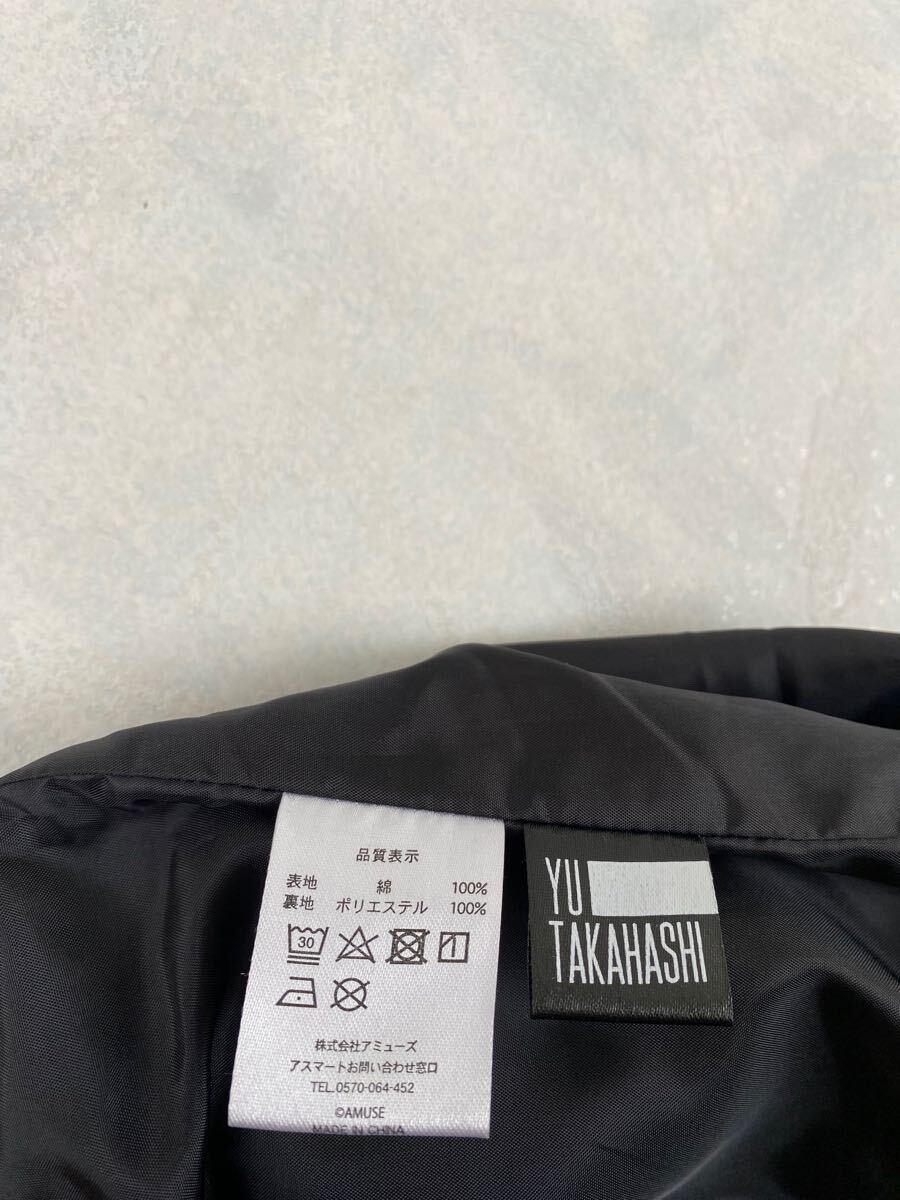 品質表示
表地 綿 100%
裏地 ポリエステル 100%
30
株式会社アミューズ
アスマートお問い合わせ窓口
TEL.0570-064-452
©AMUSE
MADE IN CHINA
YU
TAKAHASHI